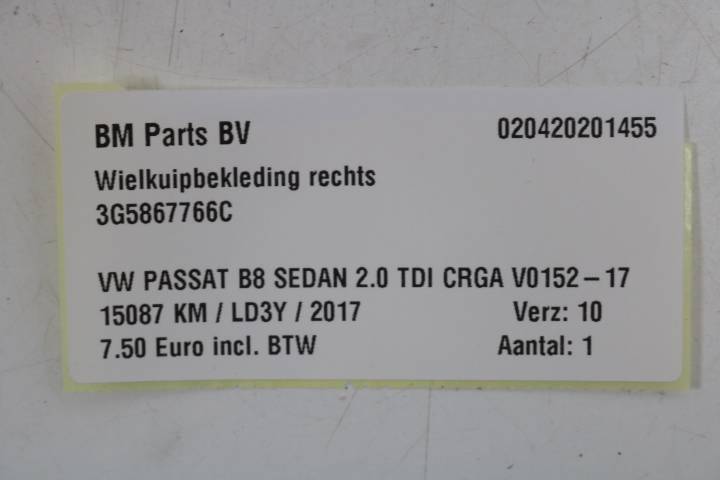 BM Parts BV 020420201455
Wielkuipbekleding rechts
3G5867766C
VW PASSAT B8 SEDAN 2.0 TDI CRGA V0152-17
15087 KM / LD3Y / 2017 Verz: 10
7.50 Euro incl. BTW Aantal: 1